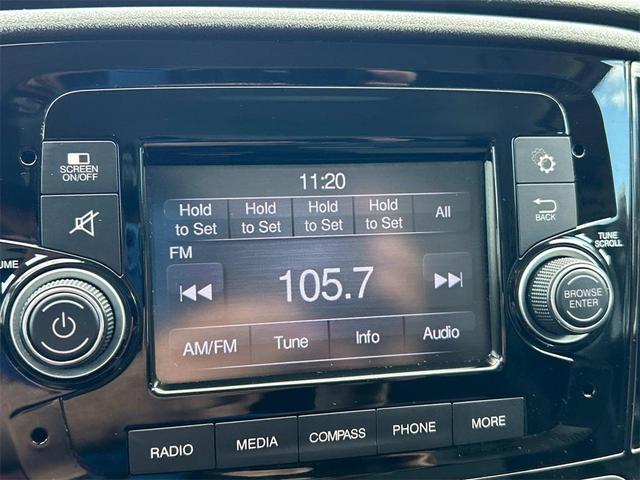 11:20
SCREEN
ON/OFF
Hold
to Set
Hold
to Set
Hold
to Set
Hold
to Set
All
BACK
FM
105.7
UME
TUNE
SCROLL
BROWSE
ENTER
AM/FM
Tune
Info
Audio
RADIO
MEDIA
COMPASS
PHONE
MORE